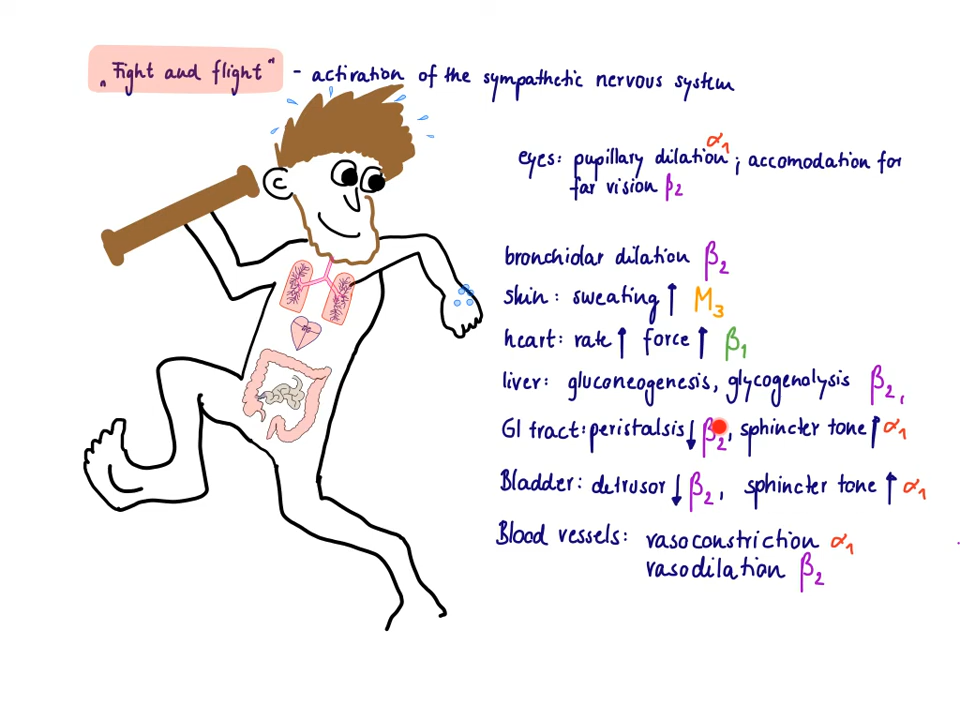 „Fight and flight“ - activation of the sympathetic nervous system
eyes: pupillary dilation α1; accomodation for
far vision β2
bronchiolar dilation β2
skin: sweating ↑ M3
heart: rate ↑ force ↑ β1
liver: gluconeogenesis, glycogenolysis β2,
GI tract: peristalsis ↓ β2, sphincter tone ↑ α1
Bladder: detrusor ↓ β2, sphincter tone ↑ α1
Blood vessels: vasoconstriction α1
vasodilation β2